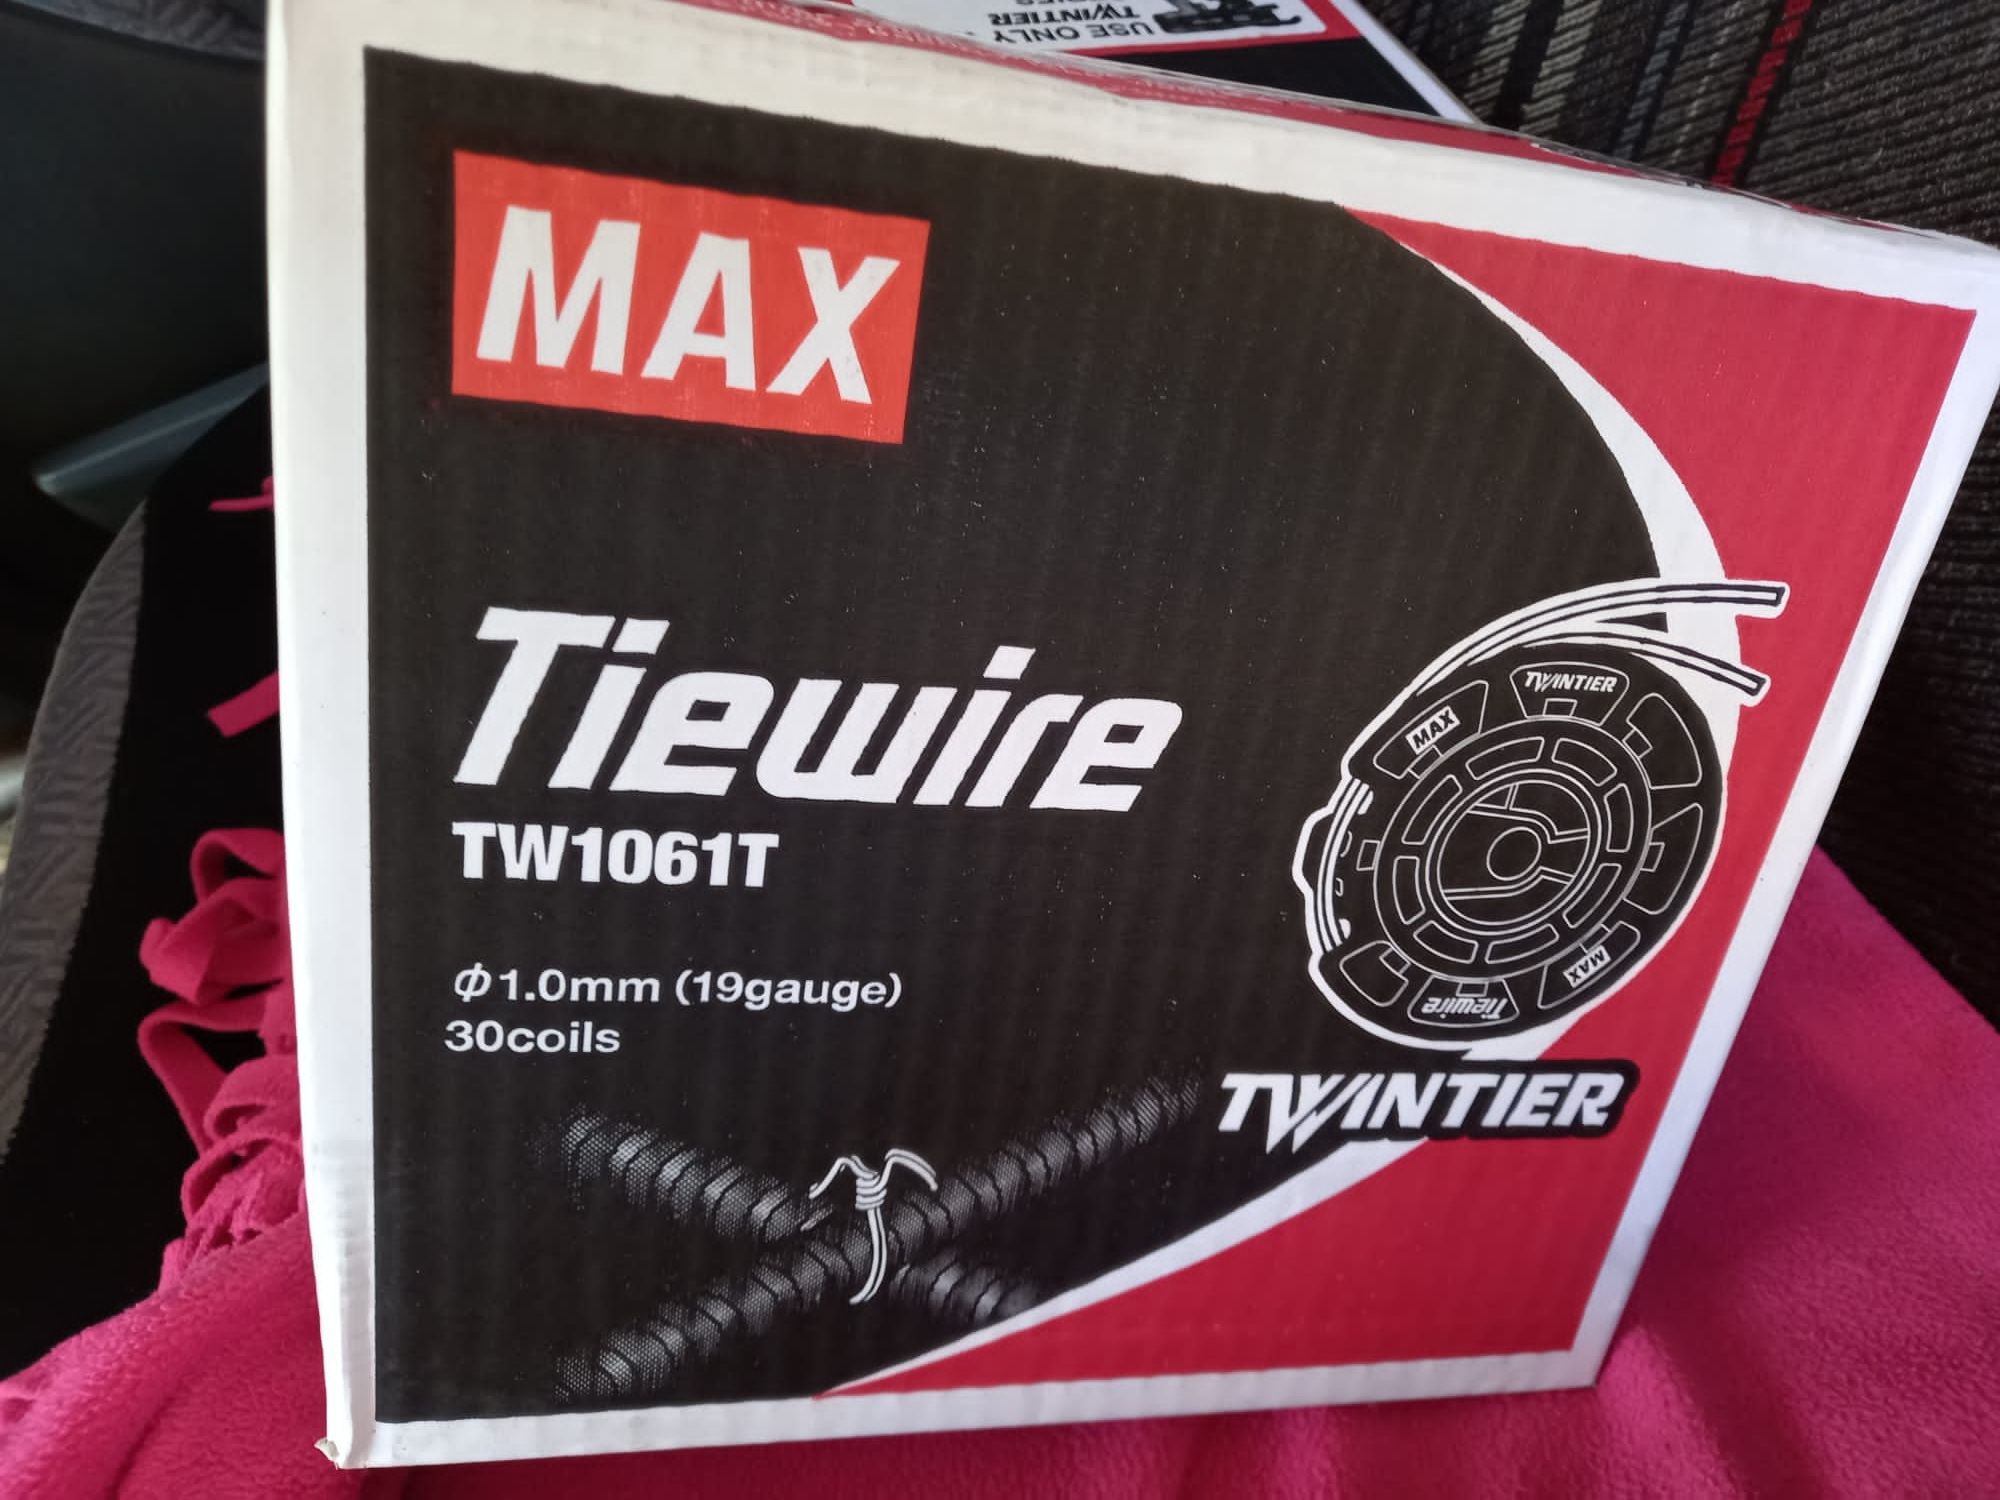 USE ONLY
TWINTIER
MAX
Tiewire
TW1061T
φ1.0mm (19gauge)
30coils
TWINTIER
MAX
MAX
Tiewire
TWINTIER